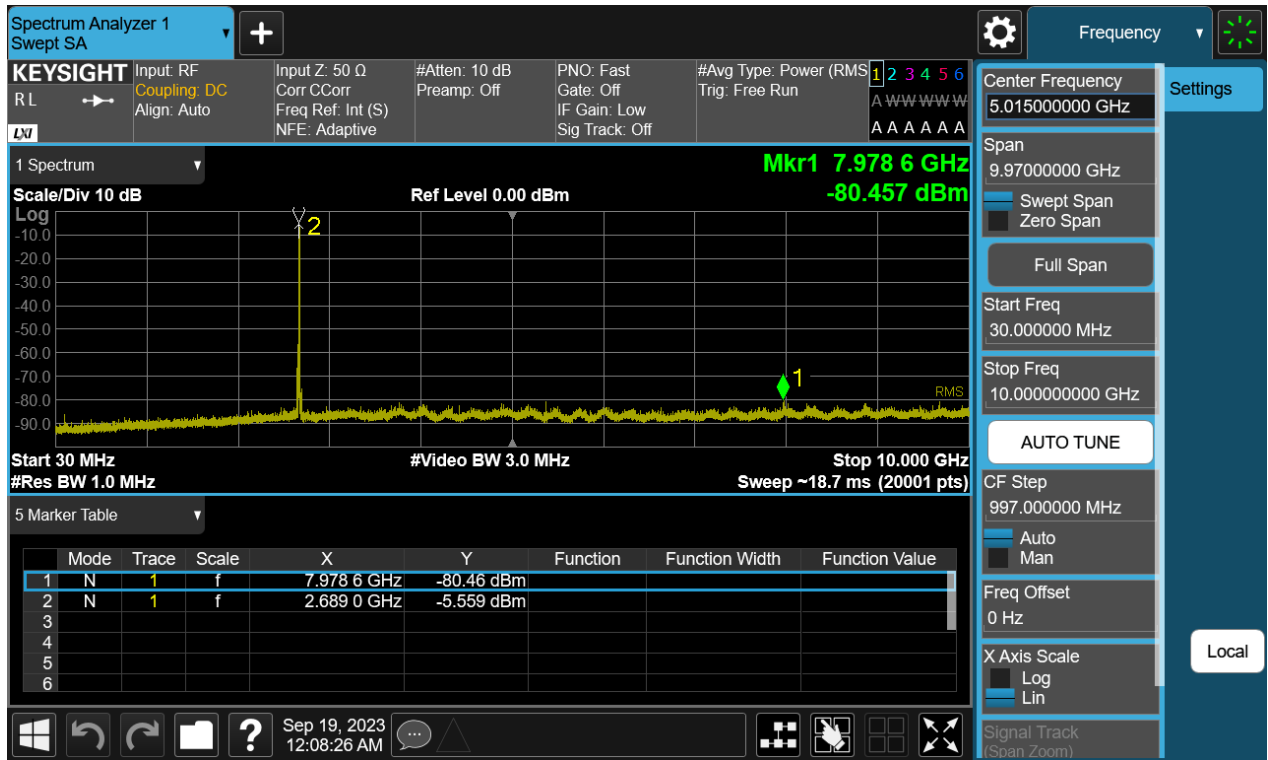 Spectrum Analyzer 1
Swept SA
+
Frequency
KEYSIGHT
RL
LXI
Input: RF
Coupling: DC
Align: Auto
Input Z: 50 Ω
Corr CCorr
Freq Ref: Int (S)
NFE: Adaptive
#Atten: 10 dB
Preamp: Off
PNO: Fast
Gate: Off
IF Gain: Low
Sig Track: Off
#Avg Type: Power (RMS
Trig: Free Run
1 2 3 4 5 6
A W W W W W
A A A A A A
1 Spectrum
Mkr1 7.978 6 GHz
-80.457 dBm
Scale/Div 10 dB
Ref Level 0.00 dBm
Log
-10.0
-20.0
-30.0
-40.0
-50.0
-60.0
-70.0
-80.0
-90.0
2
1
RMS
Start 30 MHz
#Video BW 3.0 MHz
Stop 10.000 GHz
#Res BW 1.0 MHz
Sweep ~18.7 ms (20001 pts)
5 Marker Table
Mode Trace Scale X Y Function Function Width Function Value
1 N 1 f 7.978 6 GHz -80.46 dBm
2 N 1 f 2.689 0 GHz -5.559 dBm
3
4
5
6
Sep 19, 2023
12:08:26 AM
?
Center Frequency
5.015000000 GHz
Settings
Span
9.97000000 GHz
Swept Span
Zero Span
Full Span
Start Freq
30.000000 MHz
Stop Freq
10.000000000 GHz
AUTO TUNE
CF Step
997.000000 MHz
Auto
Man
Freq Offset
0 Hz
X Axis Scale
Log
Lin
Local
Signal Track
(Span Zoom)